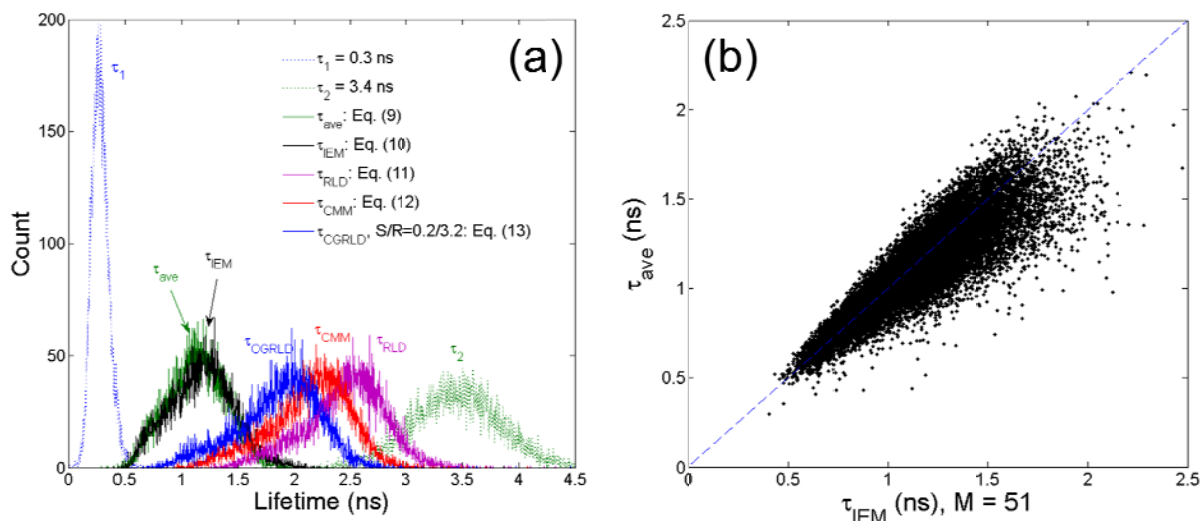 (a)
200
150
100
50
0
Count
0 0.5 1 1.5 2 2.5 3 3.5 4 4.5
Lifetime (ns)
τ1
τ1 = 0.3 ns
τ2 = 3.4 ns
τave: Eq. (9)
τIEM: Eq. (10)
τRLD: Eq. (11)
τCMM: Eq. (12)
τCGRLD, S/R=0.2/3.2: Eq. (13)
τave
τIEM
τCGRLD
τCMM
τRLD
τ2
(b)
2.5
2
1.5
1
0.5
0
τave (ns)
0 0.5 1 1.5 2 2.5
τIEM (ns), M = 51